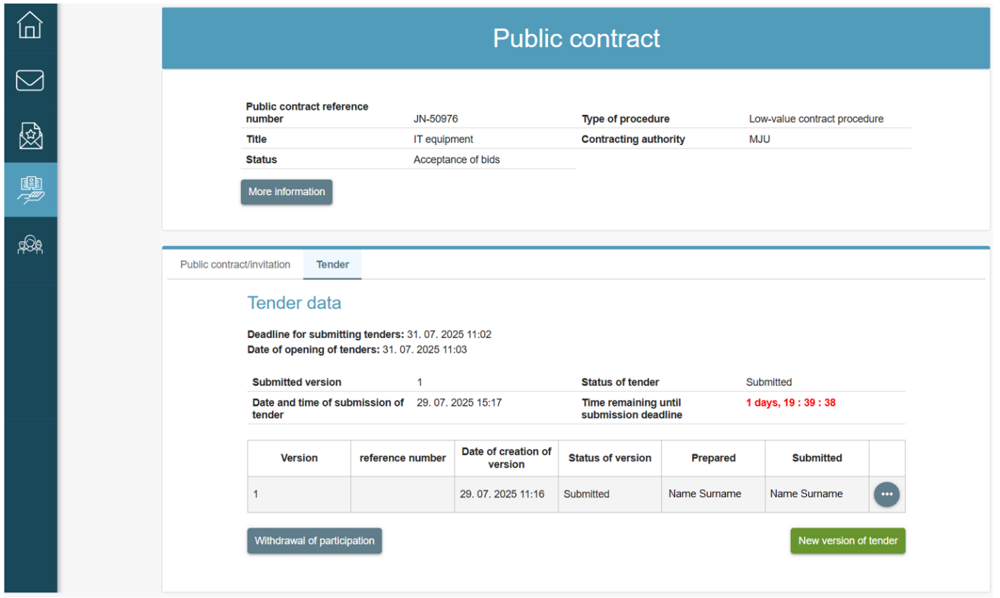 Public contract
Public contract reference
number JN-50976 Type of procedure Low-value contract procedure
Title IT equipment Contracting authority MJU
Status Acceptance of bids
More information
Public contract/invitation Tender
Tender data
Deadline for submitting tenders: 31. 07. 2025 11:02
Date of opening of tenders: 31. 07. 2025 11:03
Submitted version 1 Status of tender Submitted
Date and time of submission of 29. 07. 2025 15:17 Time remaining until 1 days, 19 : 39 : 38
tender submission deadline
Version reference number Date of creation of version Status of version Prepared Submitted
1 29. 07. 2025 11:16 Submitted Name Surname Name Surname
Withdrawal of participation New version of tender